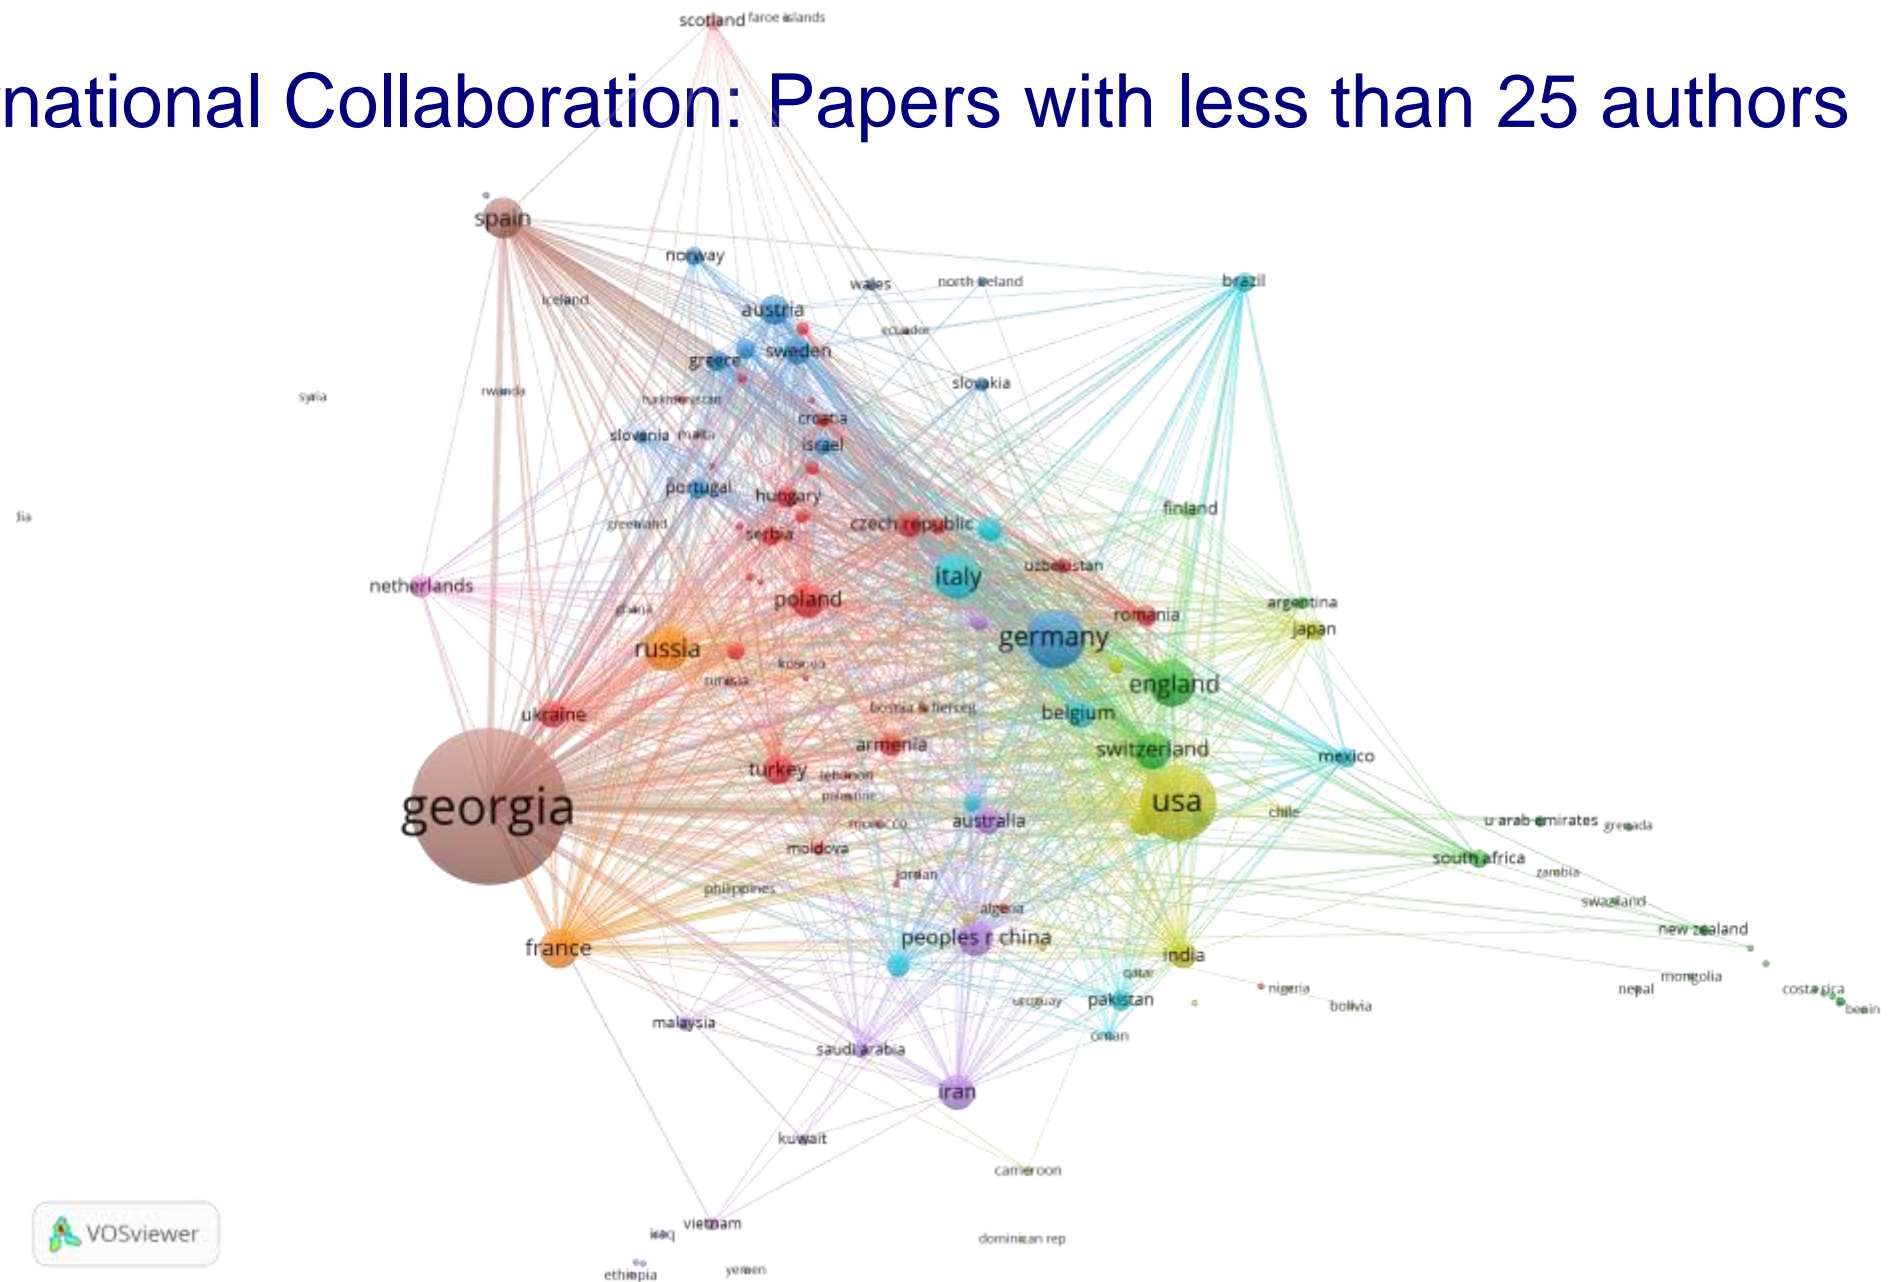 scotland
faroe islands
national Collaboration: Papers with less than 25 authors
spain
norway
iceland
wales
north ireland
brazil
austria
ecuador
greece
sweden
slovakia
syria
rwanda
turkmenistan
croatia
slovenia
malta
israel
portugal
hungary
finland
greenland
serbia
czech republic
uzbekistan
netherlands
italy
poland
ghana
romania
argentina
japan
russia
germany
kosovo
tunisia
england
ukraine
bosnia & herceg
belgium
armenia
switzerland
mexico
turkey
lebanon
palestine
georgia
usa
morocco
australia
chile
u arab emirates
grenada
moldova
south africa
jordan
zambia
philippines
algeria
swaziland
france
peoples r china
new zealand
india
qatar
mongolia
nigeria
nepal
costa rica
uruguay
pakistan
bolivia
benin
malaysia
oman
saudi arabia
iran
kuwait
cameroon
vietnam
iraq
dominican rep
VOSviewer
ethiopia
yemen